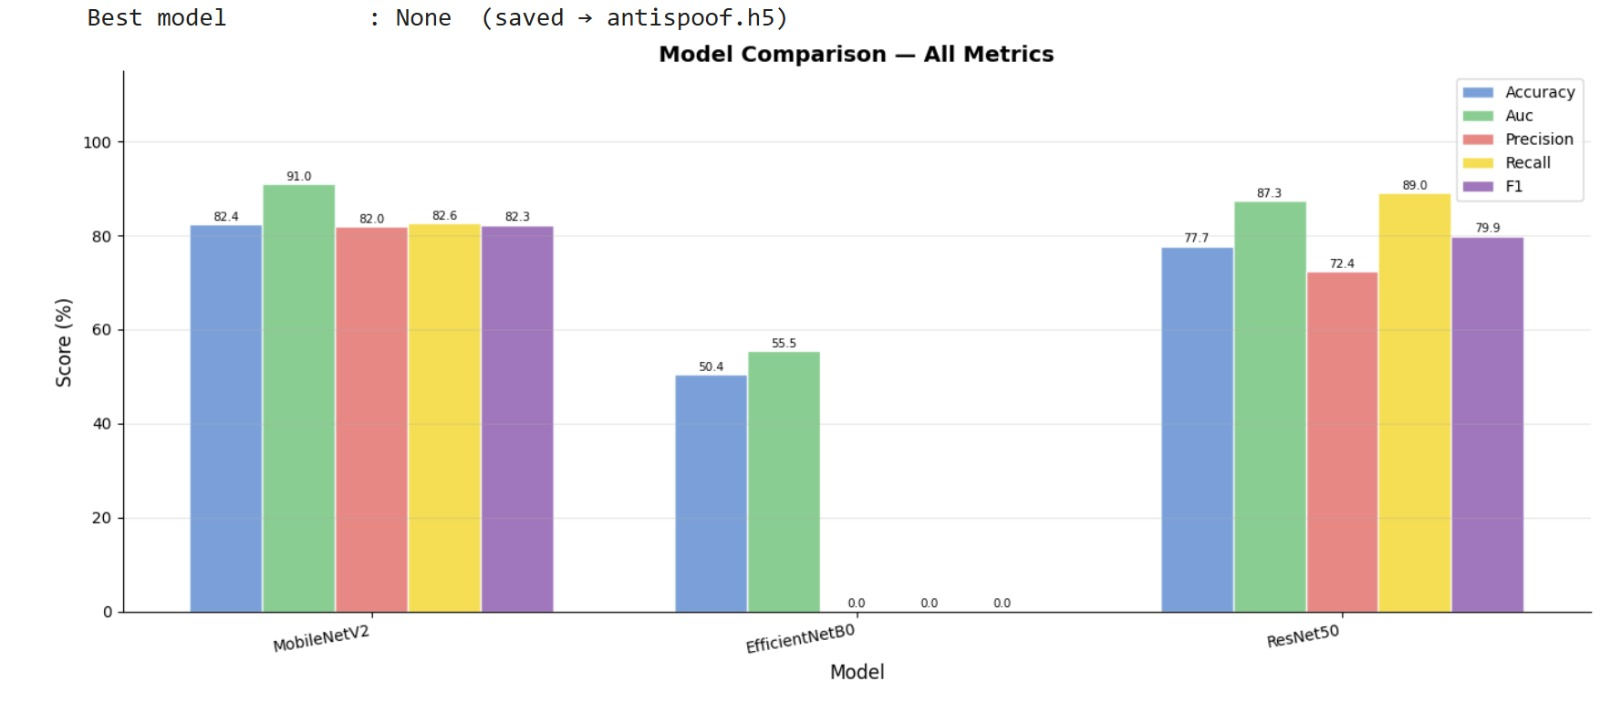 Best model : None (saved → antispoof.h5)
Model Comparison — All Metrics
Accuracy
Auc
Precision
Recall
F1
Score (%)
100
80
60
40
20
0
82.4
91.0
82.0
82.6
82.3
50.4
55.5
0.0
0.0
0.0
77.7
87.3
72.4
89.0
79.9
MobileNetV2
EfficientNetB0
ResNet50
Model